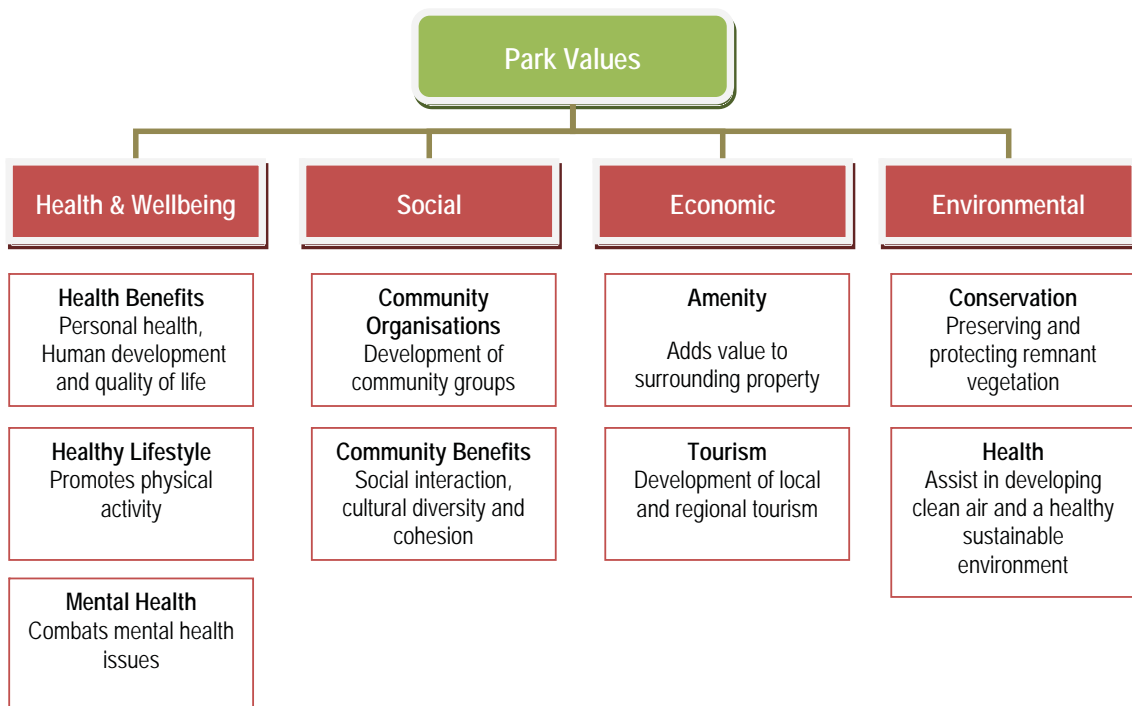 Park Values
Health & Wellbeing
Social
Economic
Environmental
Health Benefits
Personal health,
Human development
and quality of life
Healthy Lifestyle
Promotes physical
activity
Mental Health
Combats mental health
issues
Community
Organisations
Development of
community groups
Community Benefits
Social interaction,
cultural diversity and
cohesion
Amenity
Adds value to
surrounding property
Tourism
Development of local
and regional tourism
Conservation
Preserving and
protecting remnant
vegetation
Health
Assist in developing
clean air and a healthy
sustainable
environment